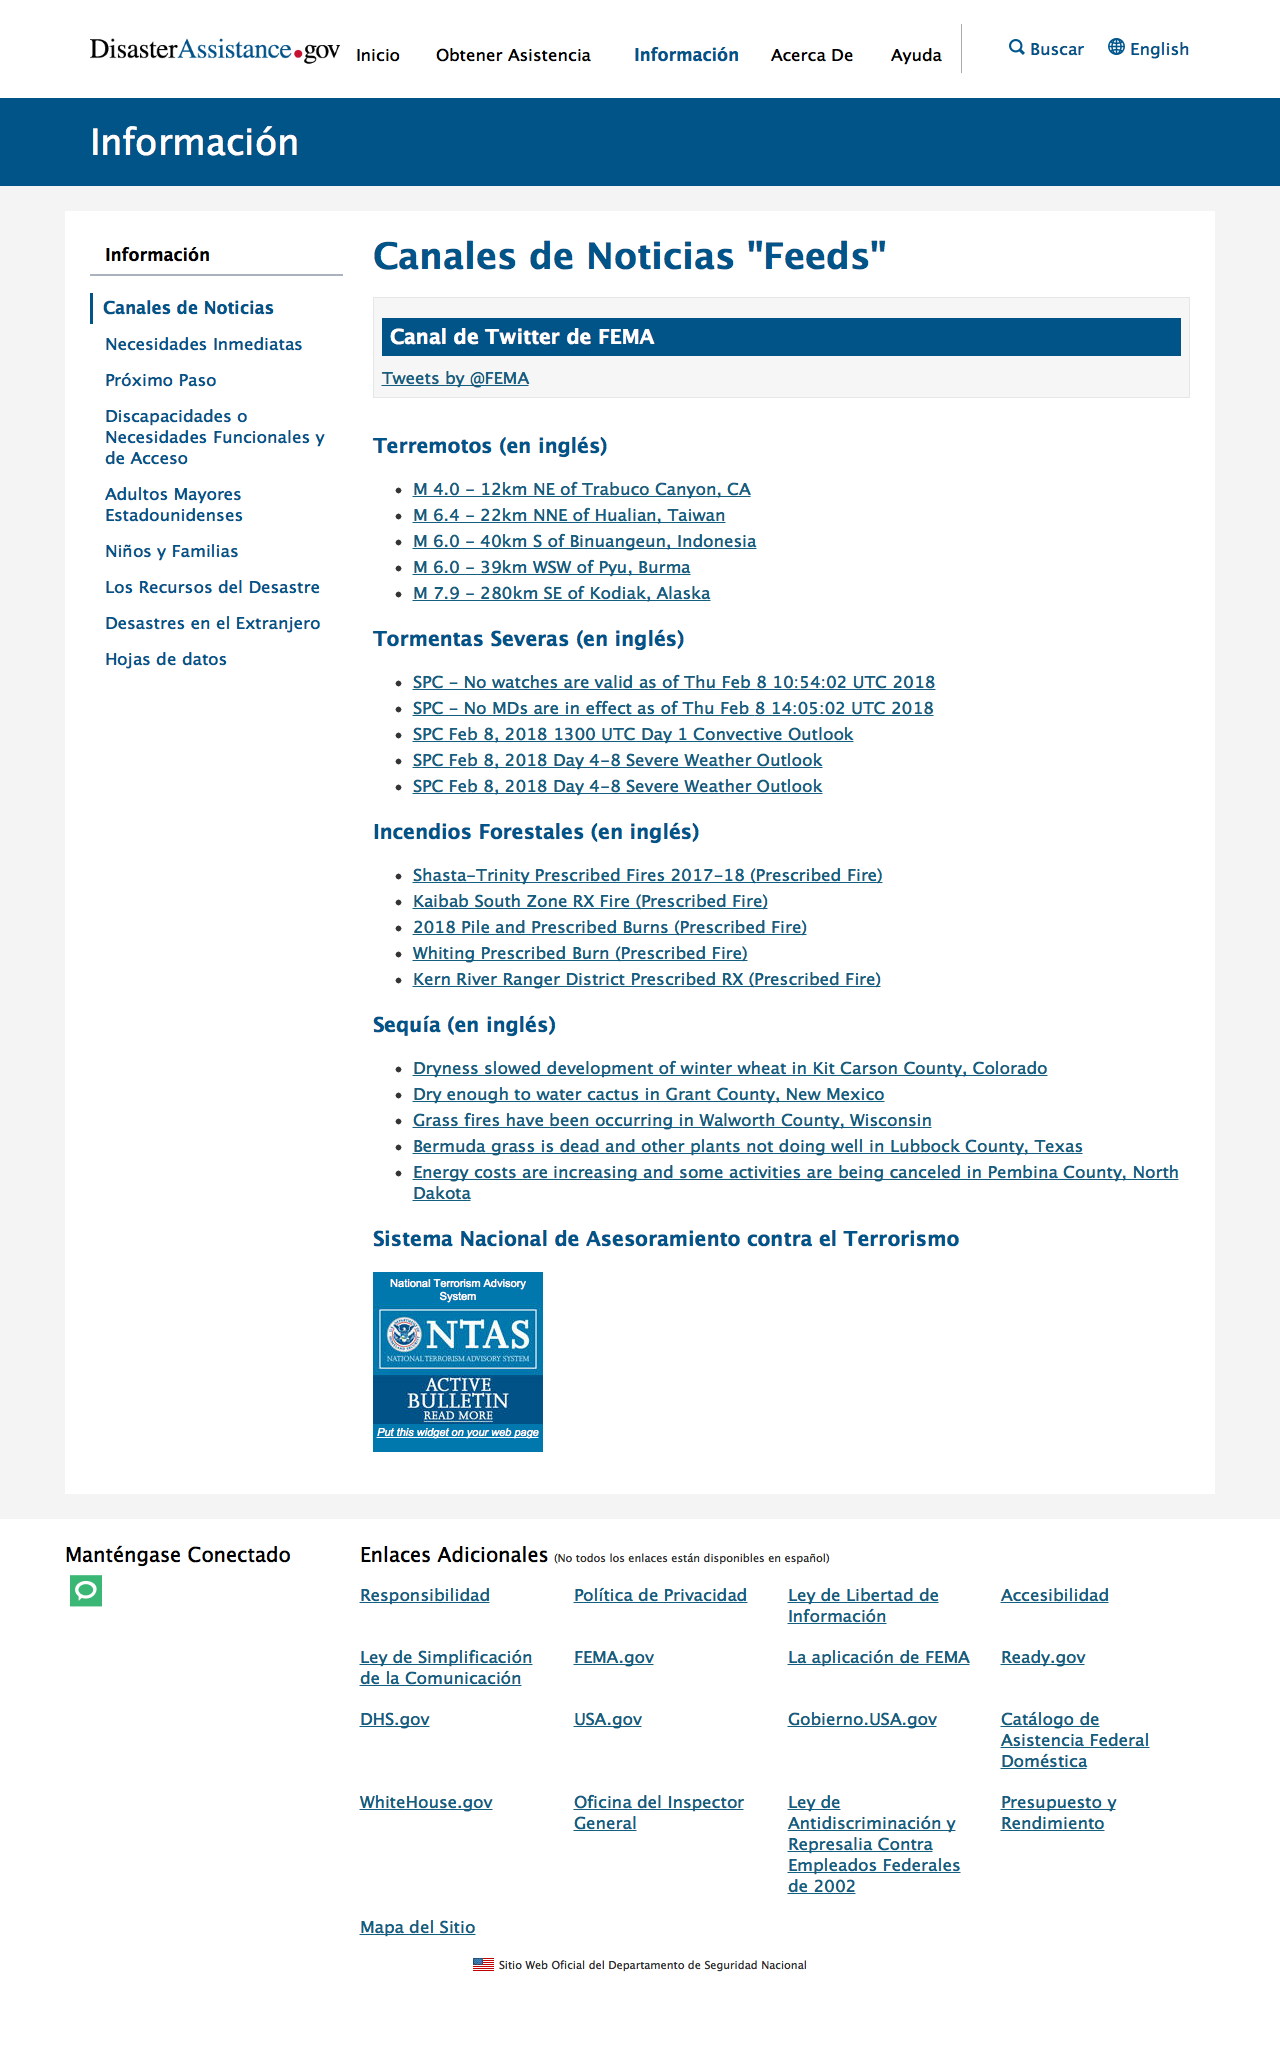 DisasterAssistance.gov
Inicio
Obtener Asistencia
Información
Acerca De
Ayuda
Buscar
English
Información
Información
Canales de Noticias
Necesidades Inmediatas
Próximo Paso
Discapacidades o
Necesidades Funcionales y
de Acceso
Adultos Mayores
Estadounidenses
Niños y Familias
Los Recursos del Desastre
Desastres en el Extranjero
Hojas de datos
Canales de Noticias "Feeds"
Canal de Twitter de FEMA
Tweets by @FEMA
Terremotos (en inglés)
M 4.0 - 12km NE of Trabuco Canyon, CA
M 6.4 - 22km NNE of Hualian, Taiwan
M 6.0 - 40km S of Binuangeun, Indonesia
M 6.0 - 39km WSW of Pyu, Burma
M 7.9 - 280km SE of Kodiak, Alaska
Tormentas Severas (en inglés)
SPC - No watches are valid as of Thu Feb 8 10:54:02 UTC 2018
SPC - No MDs are in effect as of Thu Feb 8 14:05:02 UTC 2018
SPC Feb 8, 2018 1300 UTC Day 1 Convective Outlook
SPC Feb 8, 2018 Day 4-8 Severe Weather Outlook
SPC Feb 8, 2018 Day 4-8 Severe Weather Outlook
Incendios Forestales (en inglés)
Shasta-Trinity Prescribed Fires 2017-18 (Prescribed Fire)
Kaibab South Zone RX Fire (Prescribed Fire)
2018 Pile and Prescribed Burns (Prescribed Fire)
Whiting Prescribed Burn (Prescribed Fire)
Kern River Ranger District Prescribed RX (Prescribed Fire)
Sequía (en inglés)
Dryness slowed development of winter wheat in Kit Carson County, Colorado
Dry enough to water cactus in Grant County, New Mexico
Grass fires have been occurring in Walworth County, Wisconsin
Bermuda grass is dead and other plants not doing well in Lubbock County, Texas
Energy costs are increasing and some activities are being canceled in Pembina County, North
Dakota
Sistema Nacional de Asesoramiento contra el Terrorismo
National Terrorism Advisory
System
NTAS
NATIONAL TERRORISM ADVISORY SYSTEM
ACTIVE
BULLETIN
READ MORE
Put this widget on your web page
Manténgase Conectado
Enlaces Adicionales (No todos los enlaces están disponibles en español)
Responsibilidad
Política de Privacidad
Ley de Libertad de
Información
Accesibilidad
Ley de Simplificación
de la Comunicación
FEMA.gov
La aplicación de FEMA
Ready.gov
DHS.gov
USA.gov
Gobierno.USA.gov
Catálogo de
Asistencia Federal
Doméstica
WhiteHouse.gov
Oficina del Inspector
General
Ley de
Antidiscriminación y
Represalia Contra
Empleados Federales
de 2002
Presupuesto y
Rendimiento
Mapa del Sitio
Sitio Web Oficial del Departamento de Seguridad Nacional